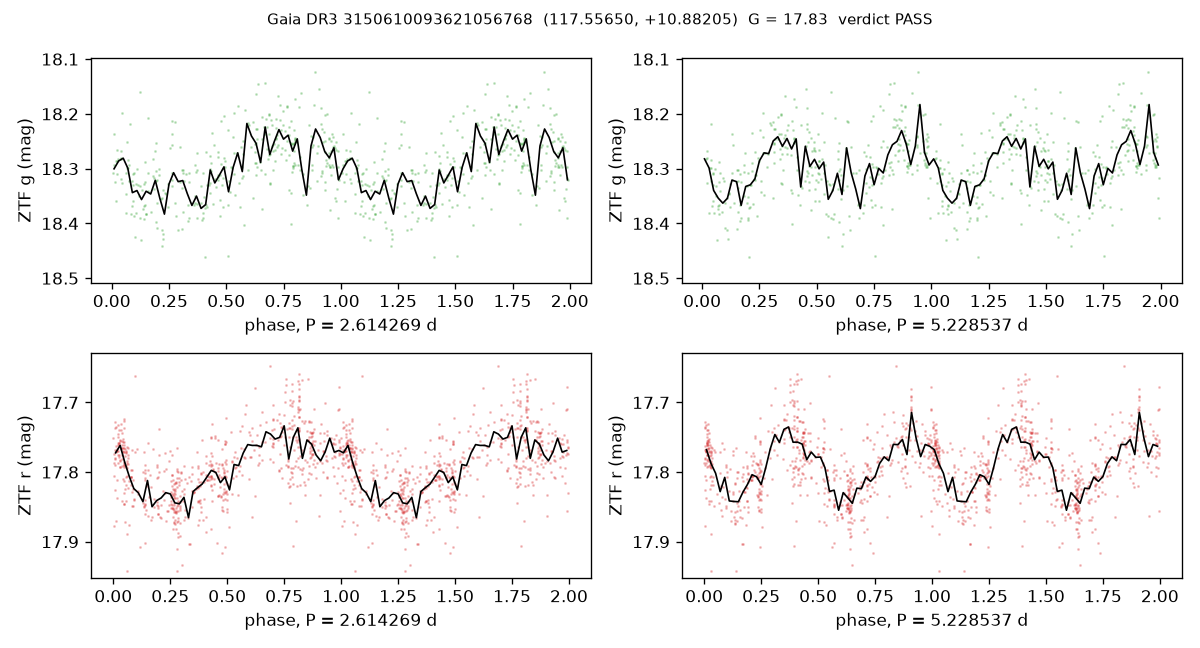 Gaia DR3 3150610093621056768  (117.55650, +10.88205)  G = 17.83  verdict PASS
18.1
18.2
18.3
18.4
18.5
ZTF g (mag)
0.00 0.25 0.50 0.75 1.00 1.25 1.50 1.75 2.00
phase, P = 2.614269 d
18.1
18.2
18.3
18.4
18.5
ZTF g (mag)
0.00 0.25 0.50 0.75 1.00 1.25 1.50 1.75 2.00
phase, P = 5.228537 d
17.7
17.8
17.9
ZTF r (mag)
0.00 0.25 0.50 0.75 1.00 1.25 1.50 1.75 2.00
phase, P = 2.614269 d
17.7
17.8
17.9
ZTF r (mag)
0.00 0.25 0.50 0.75 1.00 1.25 1.50 1.75 2.00
phase, P = 5.228537 d